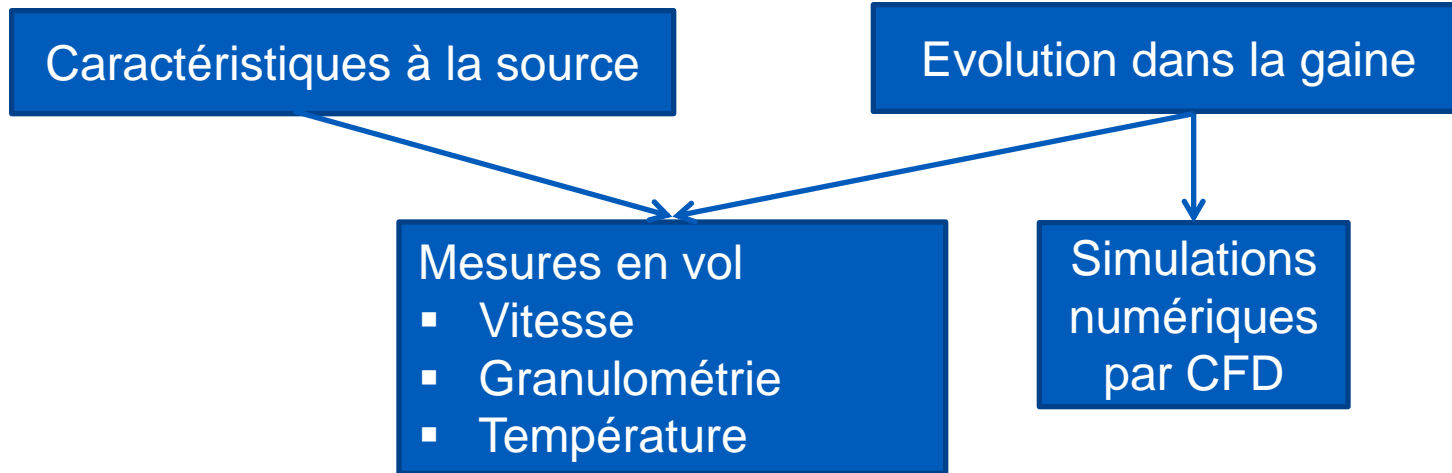 Caractéristiques à la source
Evolution dans la gaine
Mesures en vol
▪ Vitesse
▪ Granulométrie
▪ Température
Simulations
numériques
par CFD